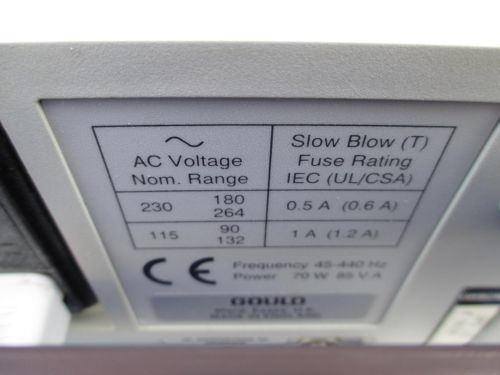 ~
AC Voltage
Nom. Range
Slow Blow (T)
Fuse Rating
IEC (UL/CSA)
230
180
264
0.5 A (0.6 A)
115
90
132
1 A (1.2 A)
CE
Frequency 45-440 Hz
Power 70 W 85 V·A
GOULD